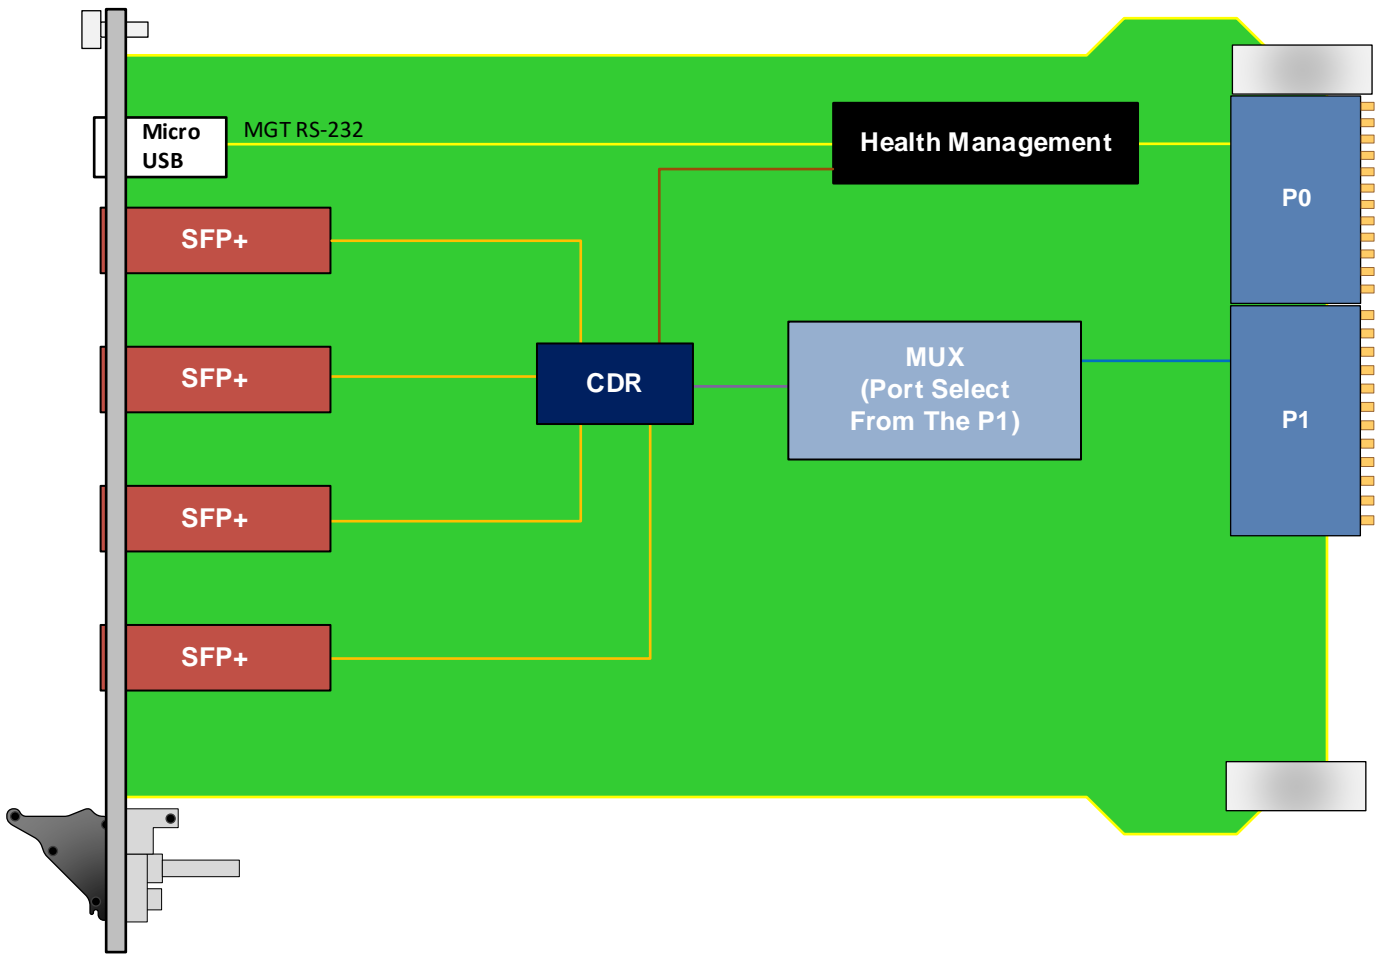 Micro
USB
MGT RS-232
Health Management
P0
SFP+
SFP+
CDR
MUX
(Port Select
From The P1)
P1
SFP+
SFP+